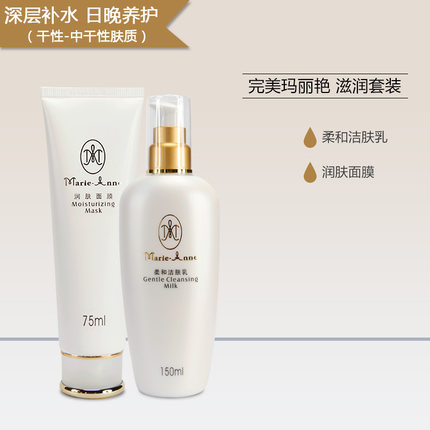 深层补水 日晚养护
（干性-中干性肤质）
完美玛丽艳 滋润套装
柔和洁肤乳
润肤面膜
Marie·Anne
润肤面膜
Moisturizing
Mask
75ml
Marie·Anne
柔和洁肤乳
Gentle Cleansing
Milk
150ml